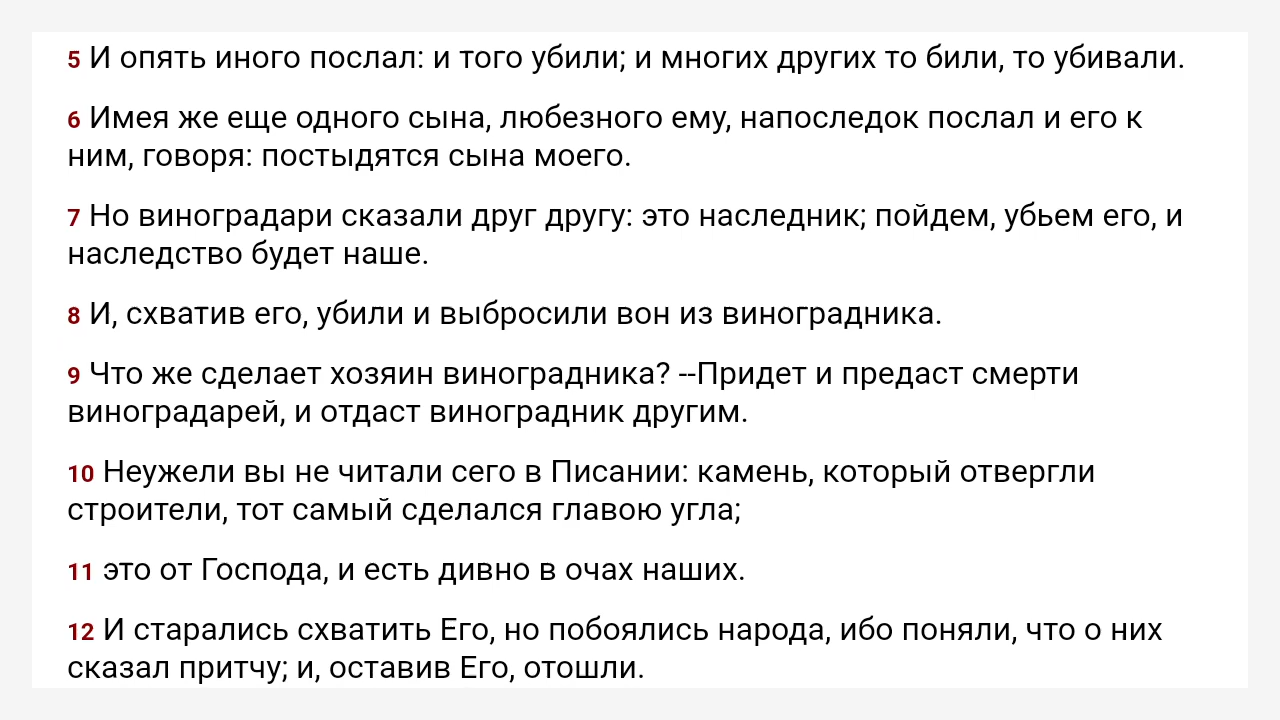 5 И опять иного послал: и того убили; и многих других то били, то убивали.
6 Имея же еще одного сына, любезного ему, напоследок послал и его к
ним, говоря: постыдятся сына моего.
7 Но виноградари сказали друг другу: это наследник; пойдем, убьем его, и
наследство будет наше.
8 И, схватив его, убили и выбросили вон из виноградника.
9 Что же сделает хозяин виноградника? --Придет и предаст смерти
виноградарей, и отдаст виноградник другим.
10 Неужели вы не читали сего в Писании: камень, который отвергли
строители, тот самый сделался главою угла;
11 это от Господа, и есть дивно в очах наших.
12 И старались схватить Его, но побоялись народа, ибо поняли, что о них
сказал притчу; и, оставив Его, отошли.